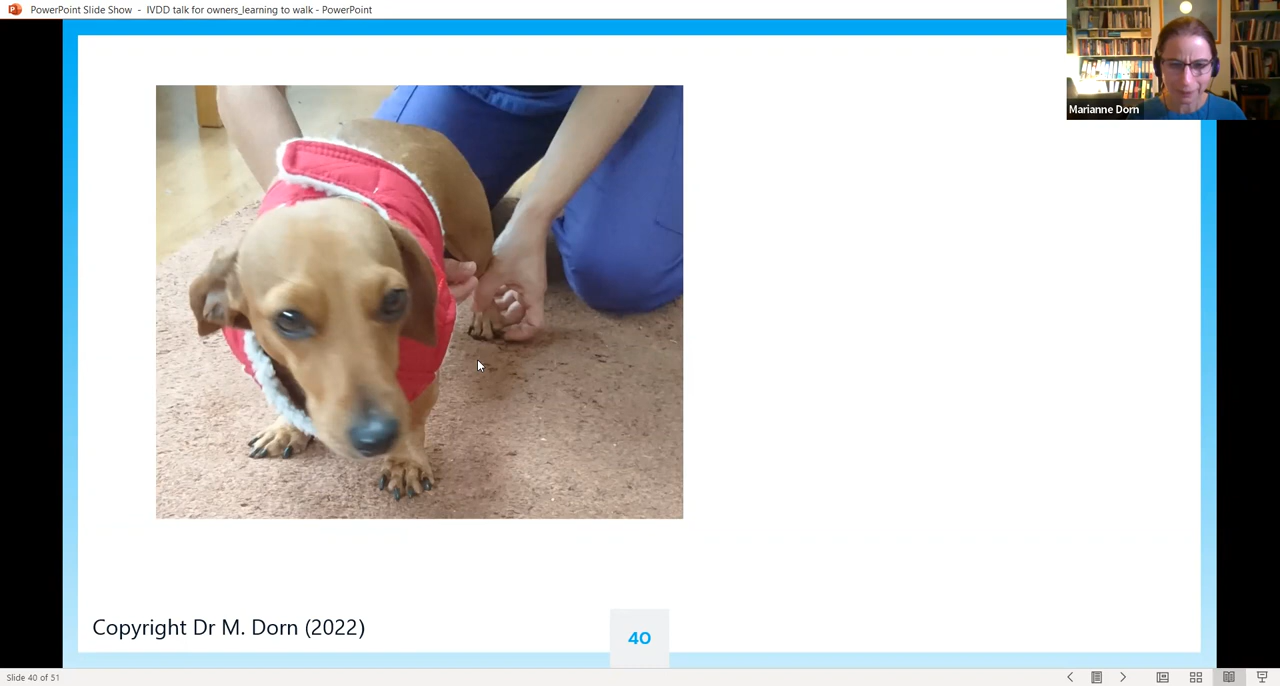 PowerPoint Slide Show - IVDD talk for owners_learning to walk - PowerPoint
Marianne Dorn
Copyright Dr M. Dorn (2022)
40
Slide 40 of 51